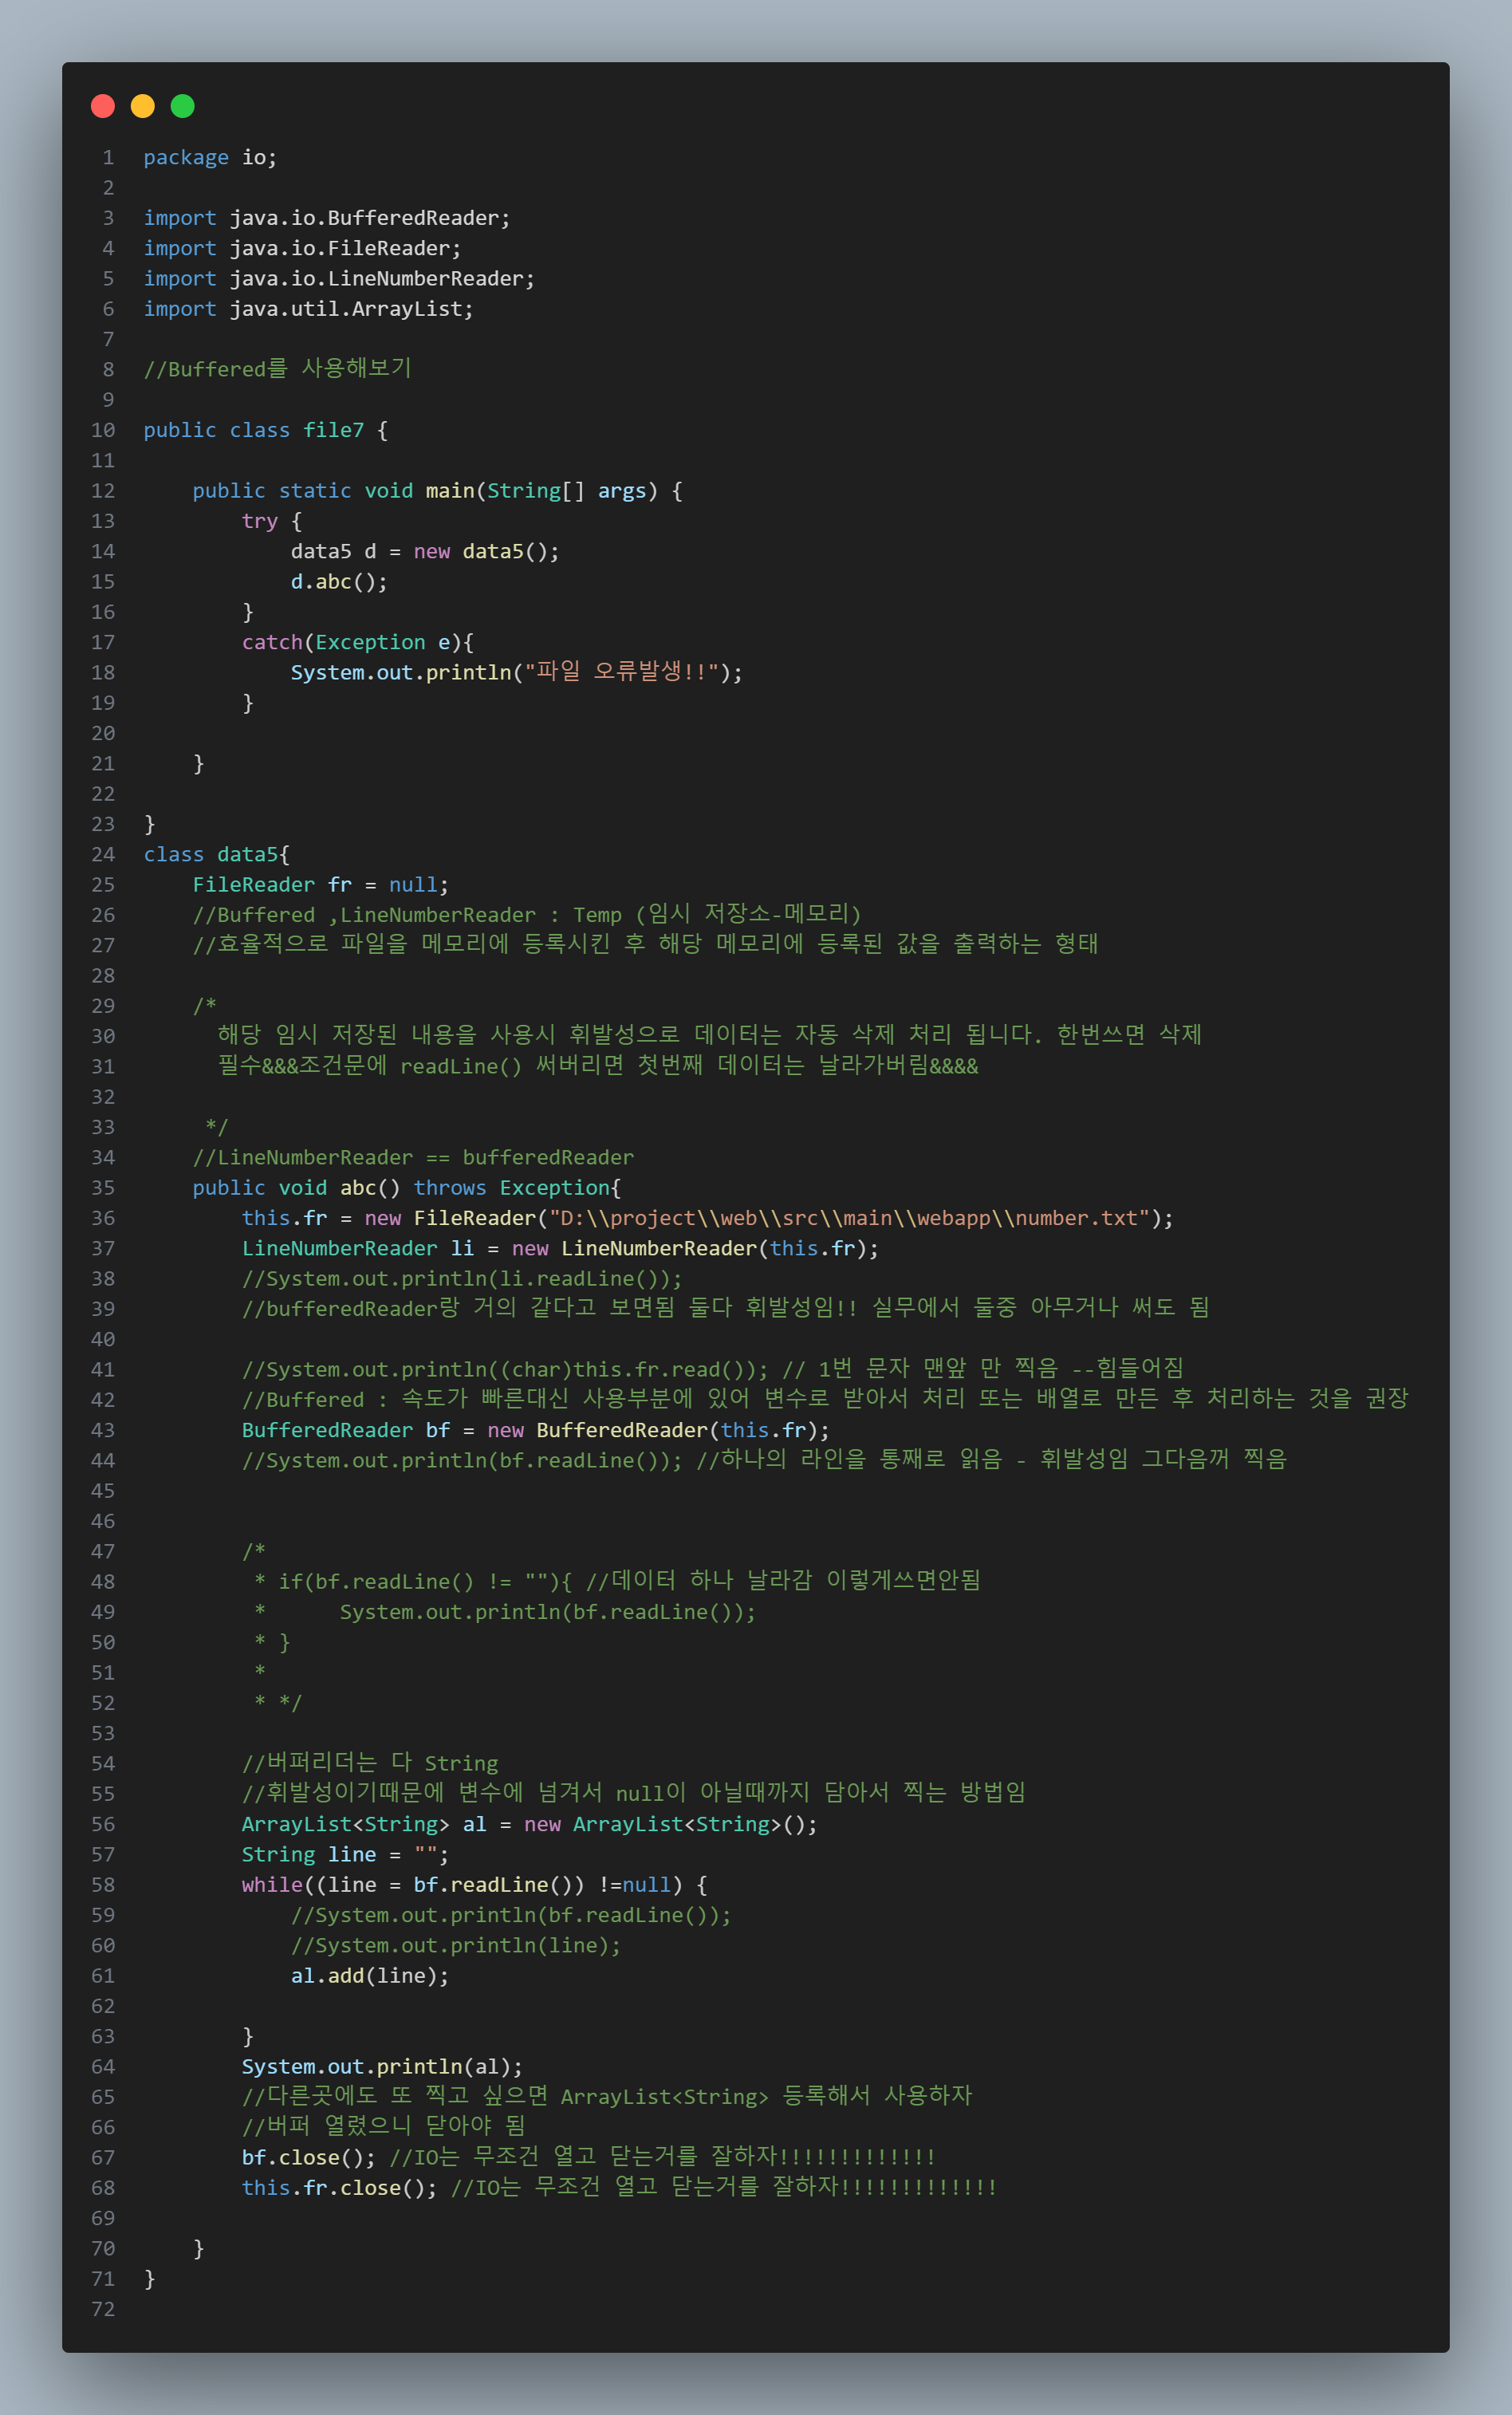 1 package io;
2
3 import java.io.BufferedReader;
4 import java.io.FileReader;
5 import java.io.LineNumberReader;
6 import java.util.ArrayList;
7
8 //Buffered를 사용해보기
9
10 public class file7 {
11
12     public static void main(String[] args) {
13         try {
14             data5 d = new data5();
15             d.abc();
16         }
17         catch(Exception e){
18             System.out.println("파일 오류발생!!");
19         }
20
21     }
22
23 }
24 class data5{
25     FileReader fr = null;
26     //Buffered ,LineNumberReader : Temp (임시 저장소-메모리)
27     //효율적으로 파일을 메모리에 등록시킨 후 해당 메모리에 등록된 값을 출력하는 형태
28
29     /*
30       해당 임시 저장된 내용을 사용시 휘발성으로 데이터는 자동 삭제 처리 됩니다. 한번쓰면 삭제
31       필수&&&조건문에 readLine() 써버리면 첫번째 데이터는 날라가버림&&&&
32
33      */
34     //LineNumberReader == bufferedReader
35     public void abc() throws Exception{
36         this.fr = new FileReader("D:\\project\\web\\src\\main\\webapp\\number.txt");
37         LineNumberReader li = new LineNumberReader(this.fr);
38         //System.out.println(li.readLine());
39         //bufferedReader랑 거의 같다고 보면됨 둘다 휘발성임!! 실무에서 둘중 아무거나 써도 됨
40
41         //System.out.println((char)this.fr.read()); // 1번 문자 맨앞 만 찍음 --힘들어짐
42         //Buffered : 속도가 빠른대신 사용부분에 있어 변수로 받아서 처리 또는 배열로 만든 후 처리하는 것을 권장
43         BufferedReader bf = new BufferedReader(this.fr);
44         //System.out.println(bf.readLine()); //하나의 라인을 통째로 읽음 - 휘발성임 그다음꺼 찍음
45
46
47         /*
48          * if(bf.readLine() != ""){ //데이터 하나 날라감 이렇게쓰면안됨
49          *      System.out.println(bf.readLine());
50          * }
51          *
52          * */
53
54         //버퍼리더는 다 String
55         //휘발성이기때문에 변수에 넘겨서 null이 아닐때까지 담아서 찍는 방법임
56         ArrayList<String> al = new ArrayList<String>();
57         String line = "";
58         while((line = bf.readLine()) !=null) {
59             //System.out.println(bf.readLine());
60             //System.out.println(line);
61             al.add(line);
62
63         }
64         System.out.println(al);
65         //다른곳에도 또 찍고 싶으면 ArrayList<String> 등록해서 사용하자
66         //버퍼 열렸으니 닫아야 됨
67         bf.close(); //IO는 무조건 열고 닫는거를 잘하자!!!!!!!!!!!!!
68         this.fr.close(); //IO는 무조건 열고 닫는거를 잘하자!!!!!!!!!!!!!
69
70     }
71 }
72